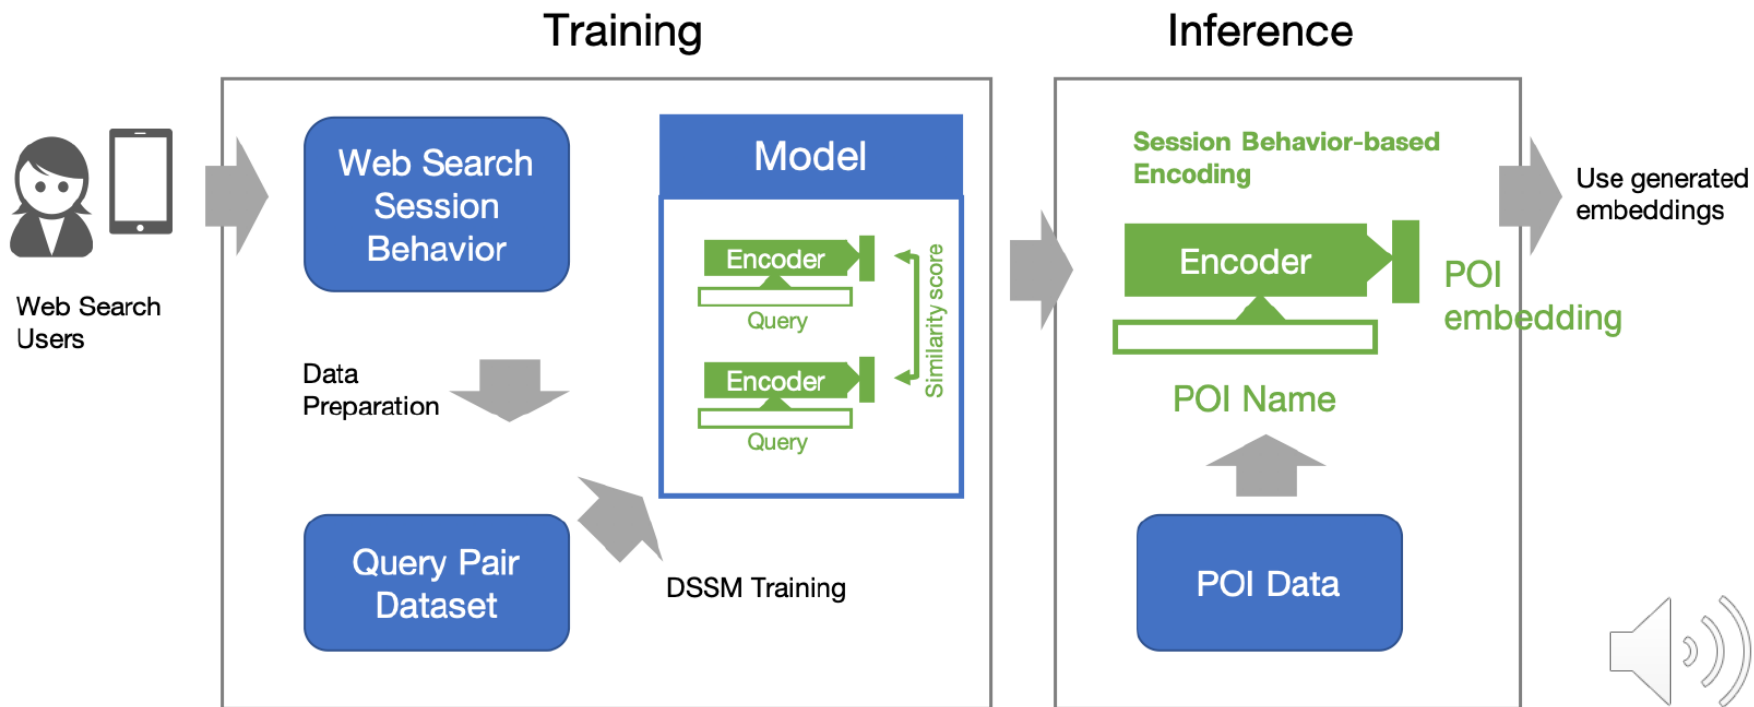 Training
Inference
Web Search
Users
Web Search
Session
Behavior
Data
Preparation
Query Pair
Dataset
DSSM Training
Model
Encoder
Query
Encoder
Query
Similarity score
Session Behavior-based
Encoding
Encoder
POI
embedding
POI Name
POI Data
Use generated
embeddings